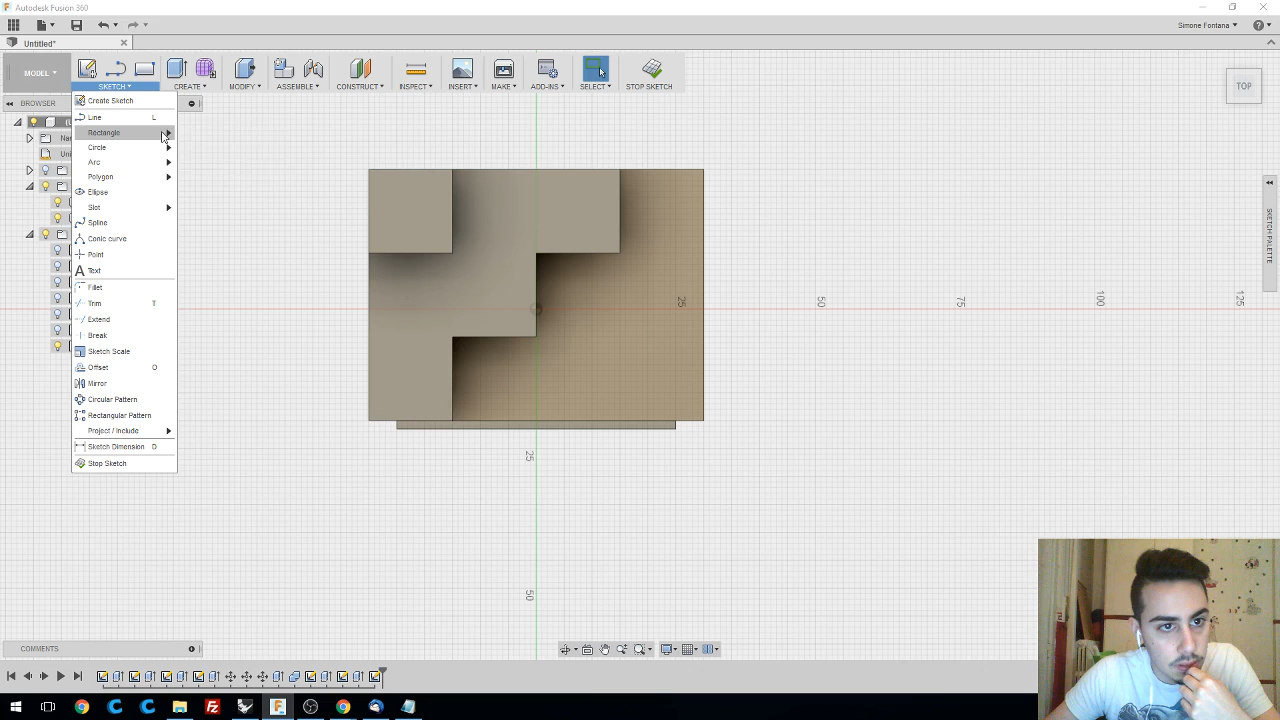 Autodesk Fusion 360
Simone Fontana
Untitled*
MODEL
SKETCH
CREATE
MODIFY
ASSEMBLE
CONSTRUCT
INSPECT
INSERT
MAKE
ADD-INS
SELECT
STOP SKETCH
TOP
BROWSER
Create Sketch
Line L
Rectangle
Circle
Arc
Polygon
Ellipse
Slot
Spline
Conic curve
Point
Text
Fillet
Trim T
Extend
Break
Sketch Scale
Offset O
Mirror
Circular Pattern
Rectangular Pattern
Project / Include
Sketch Dimension D
Stop Sketch
25
50
75
100
125
25
50
SKETCH PALETTE
COMMENTS